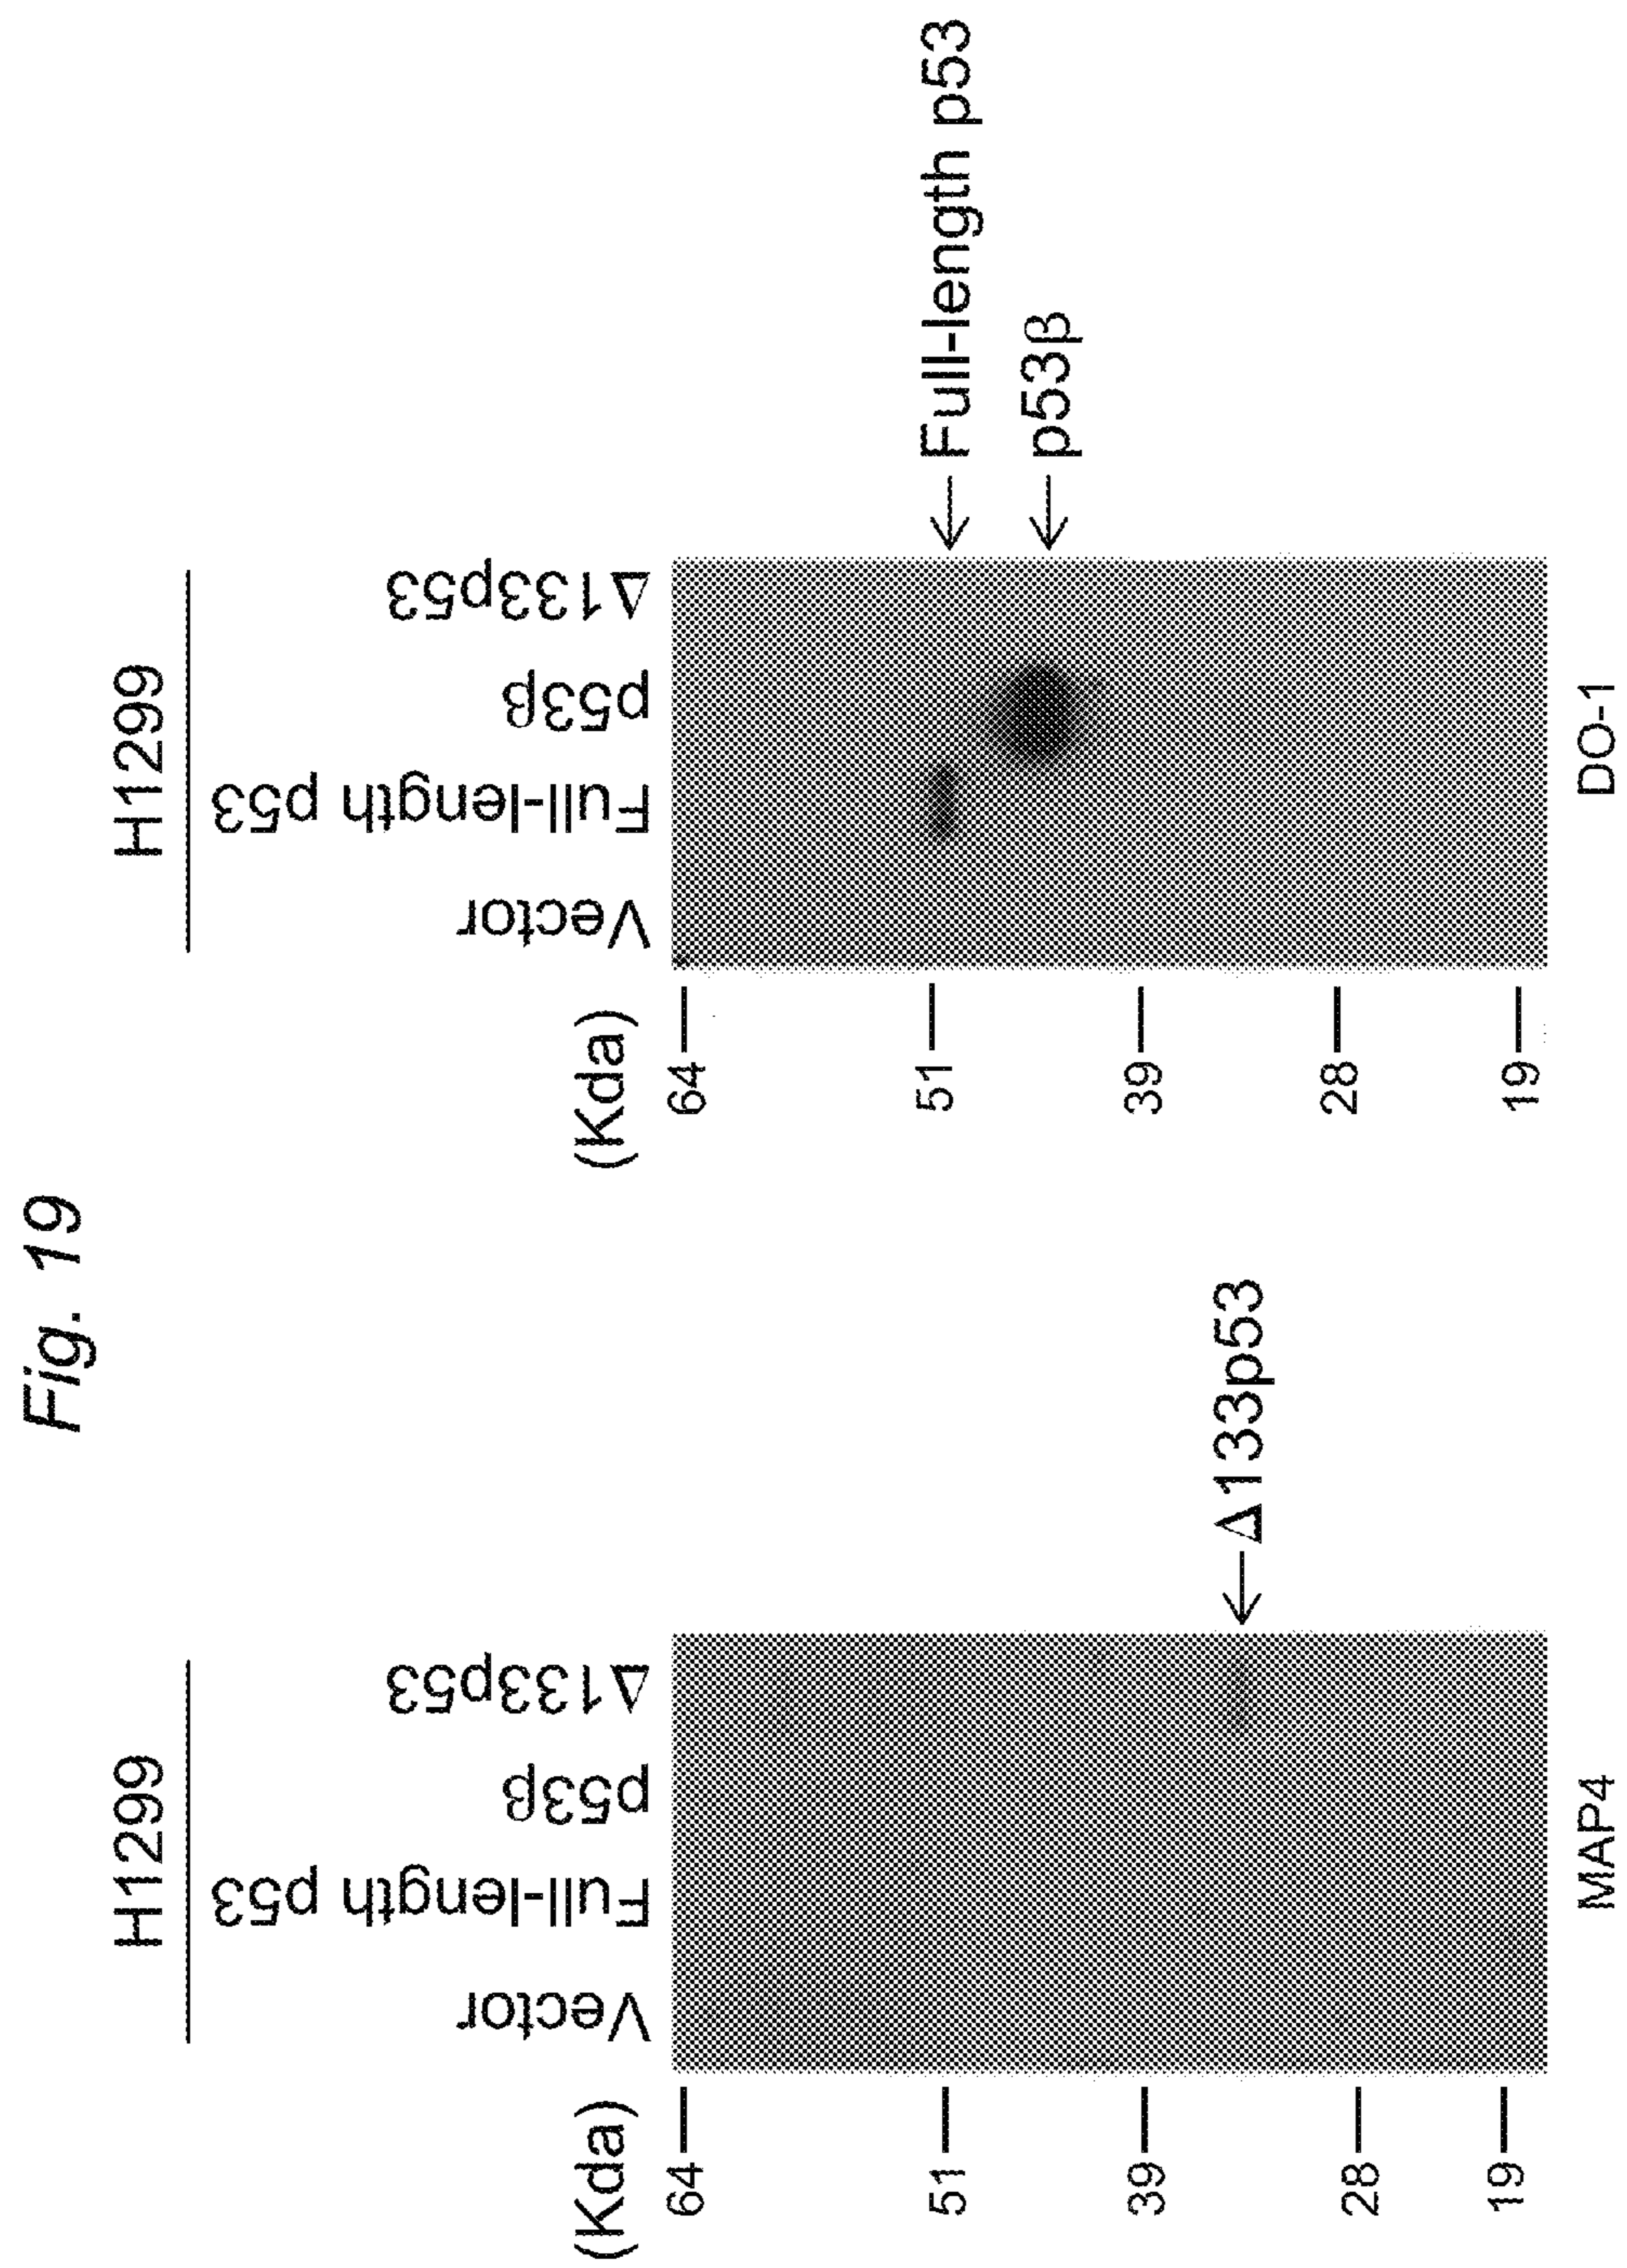 Fig. 19
H1299
Vector
Full-length p53
p53β
Δ133p53
(Kda)
64
51
39
28
19
Δ133p53
MAP4
H1299
Vector
Full-length p53
p53β
Δ133p53
(Kda)
64
51
39
28
19
Full-length p53
p53β
DO-1